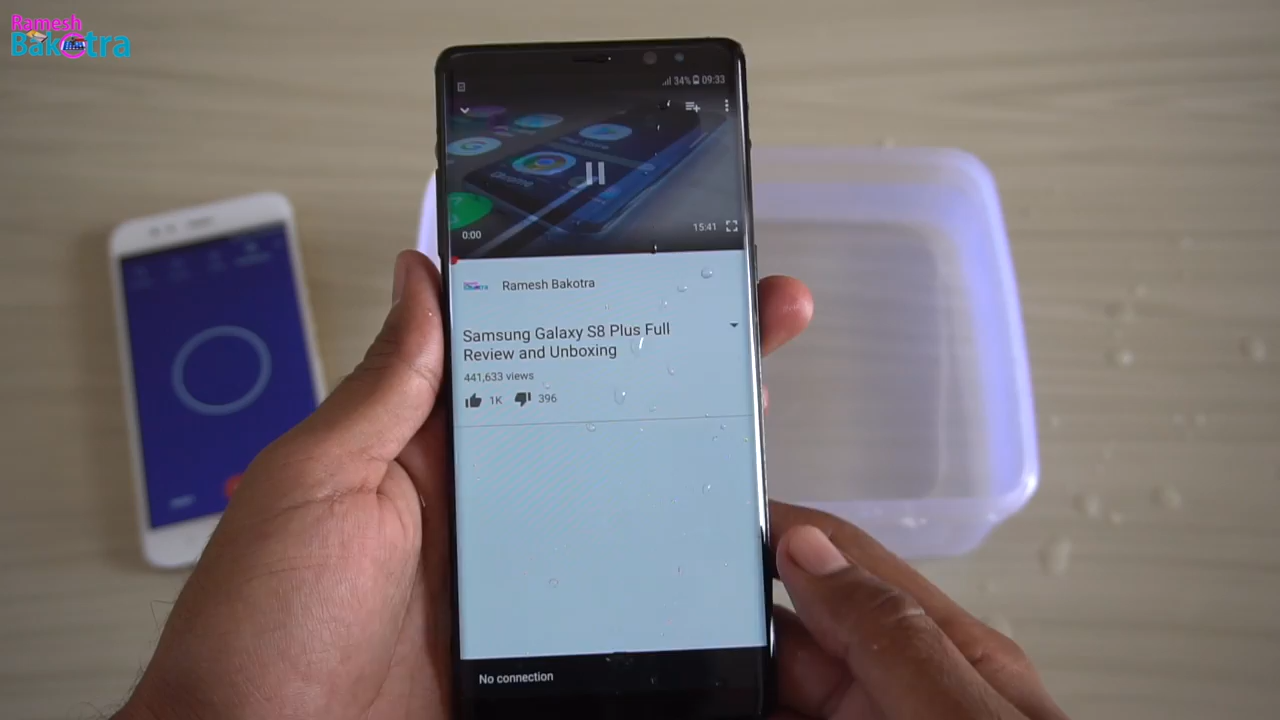 Ramesh
Bakotra
34% 09:33
Chrome
0:00
15:41
Ramesh Bakotra
Samsung Galaxy S8 Plus Full
Review and Unboxing
441,633 views
1K
396
No connection